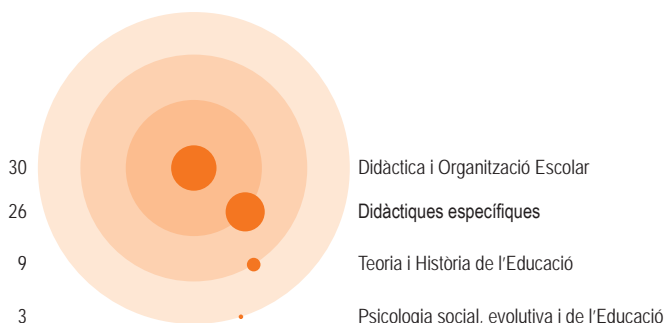 30 Didàctica i Organització Escolar
26 Didàctiques específiques
9 Teoria i Història de l'Educació
3 Psicologia social, evolutiva i de l'Educació